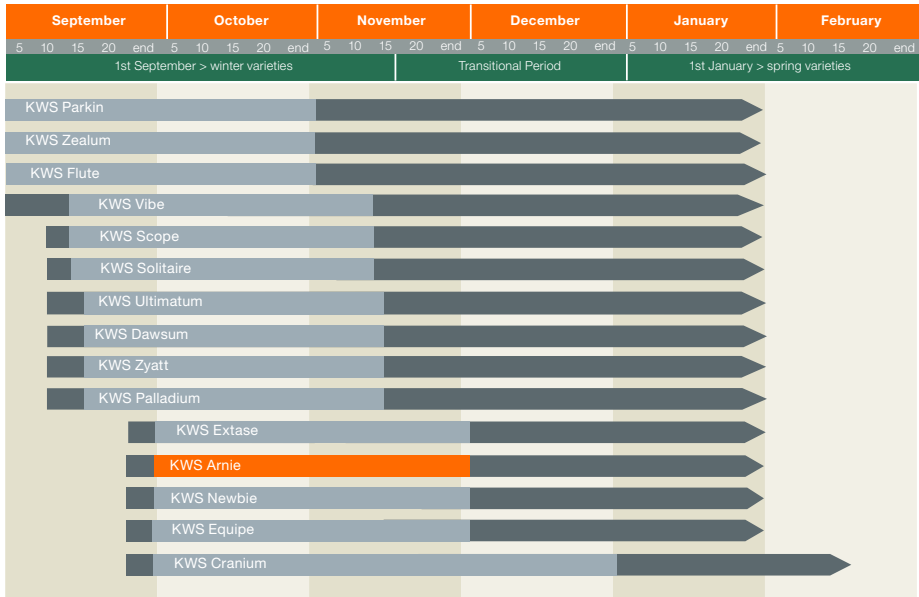 September October November December January February
5 10 15 20 end 5 10 15 20 end 5 10 15 20 end 5 10 15 20 end 5 10 15 20 end 5 10 15 20 end
1st September > winter varieties Transitional Period 1st January > spring varieties
KWS Parkin
KWS Zealum
KWS Flute
KWS Vibe
KWS Scope
KWS Solitaire
KWS Ultimatum
KWS Dawsum
KWS Zyatt
KWS Palladium
KWS Extase
KWS Arnie
KWS Newbie
KWS Equipe
KWS Cranium